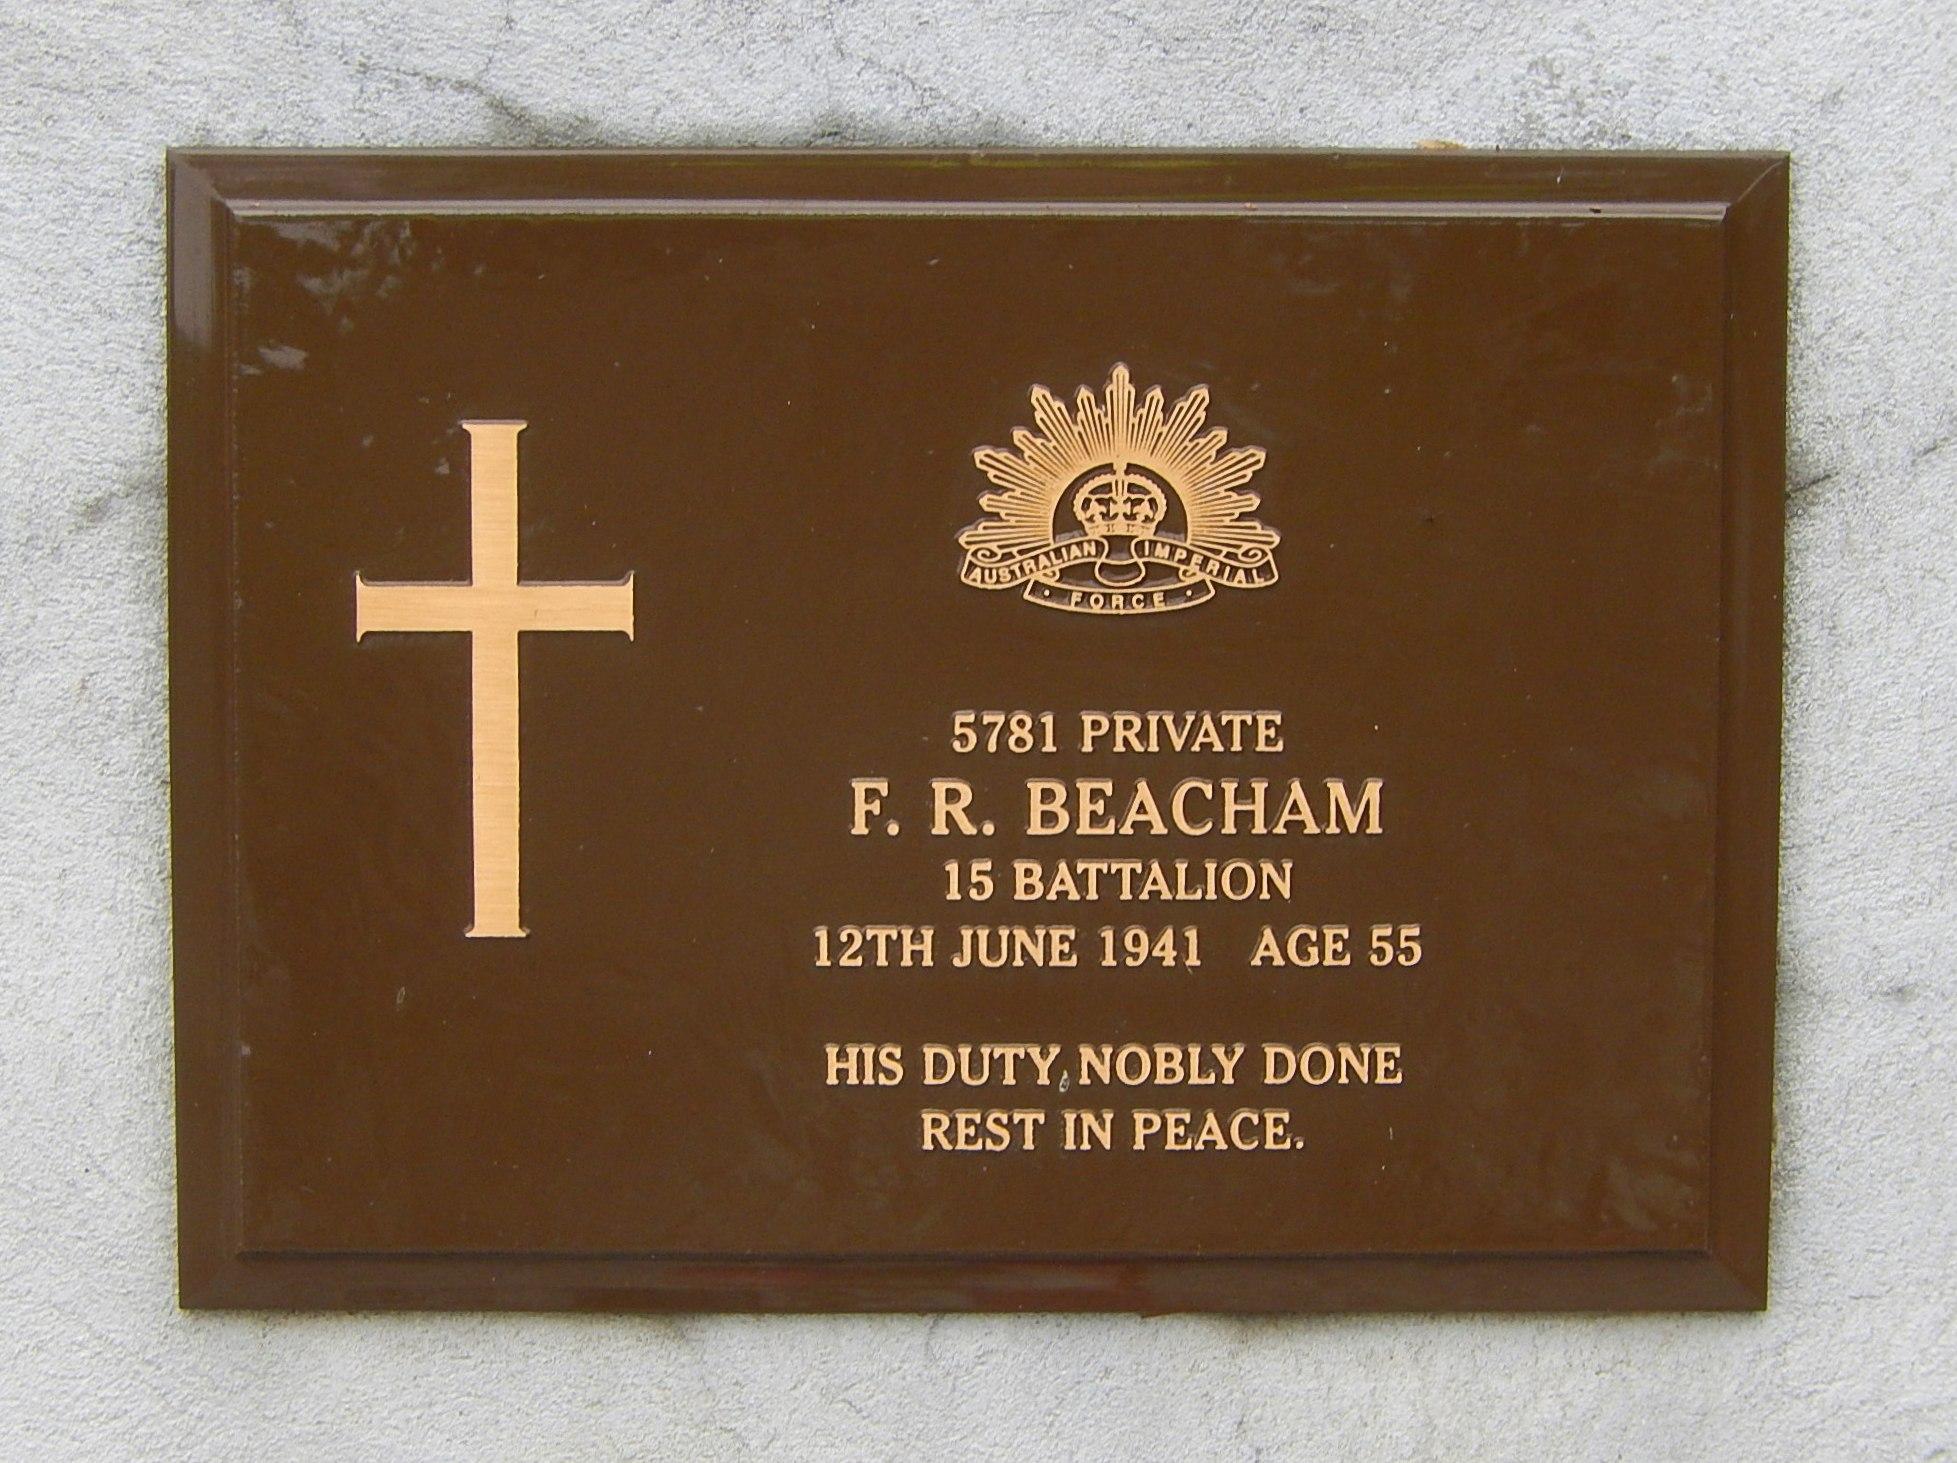 AUSTRALIAN IMPERIAL
FORCE
5781 PRIVATE
F. R. BEACHAM
15 BATTALION
12TH JUNE 1941 AGE 55
HIS DUTY NOBLY DONE
REST IN PEACE.